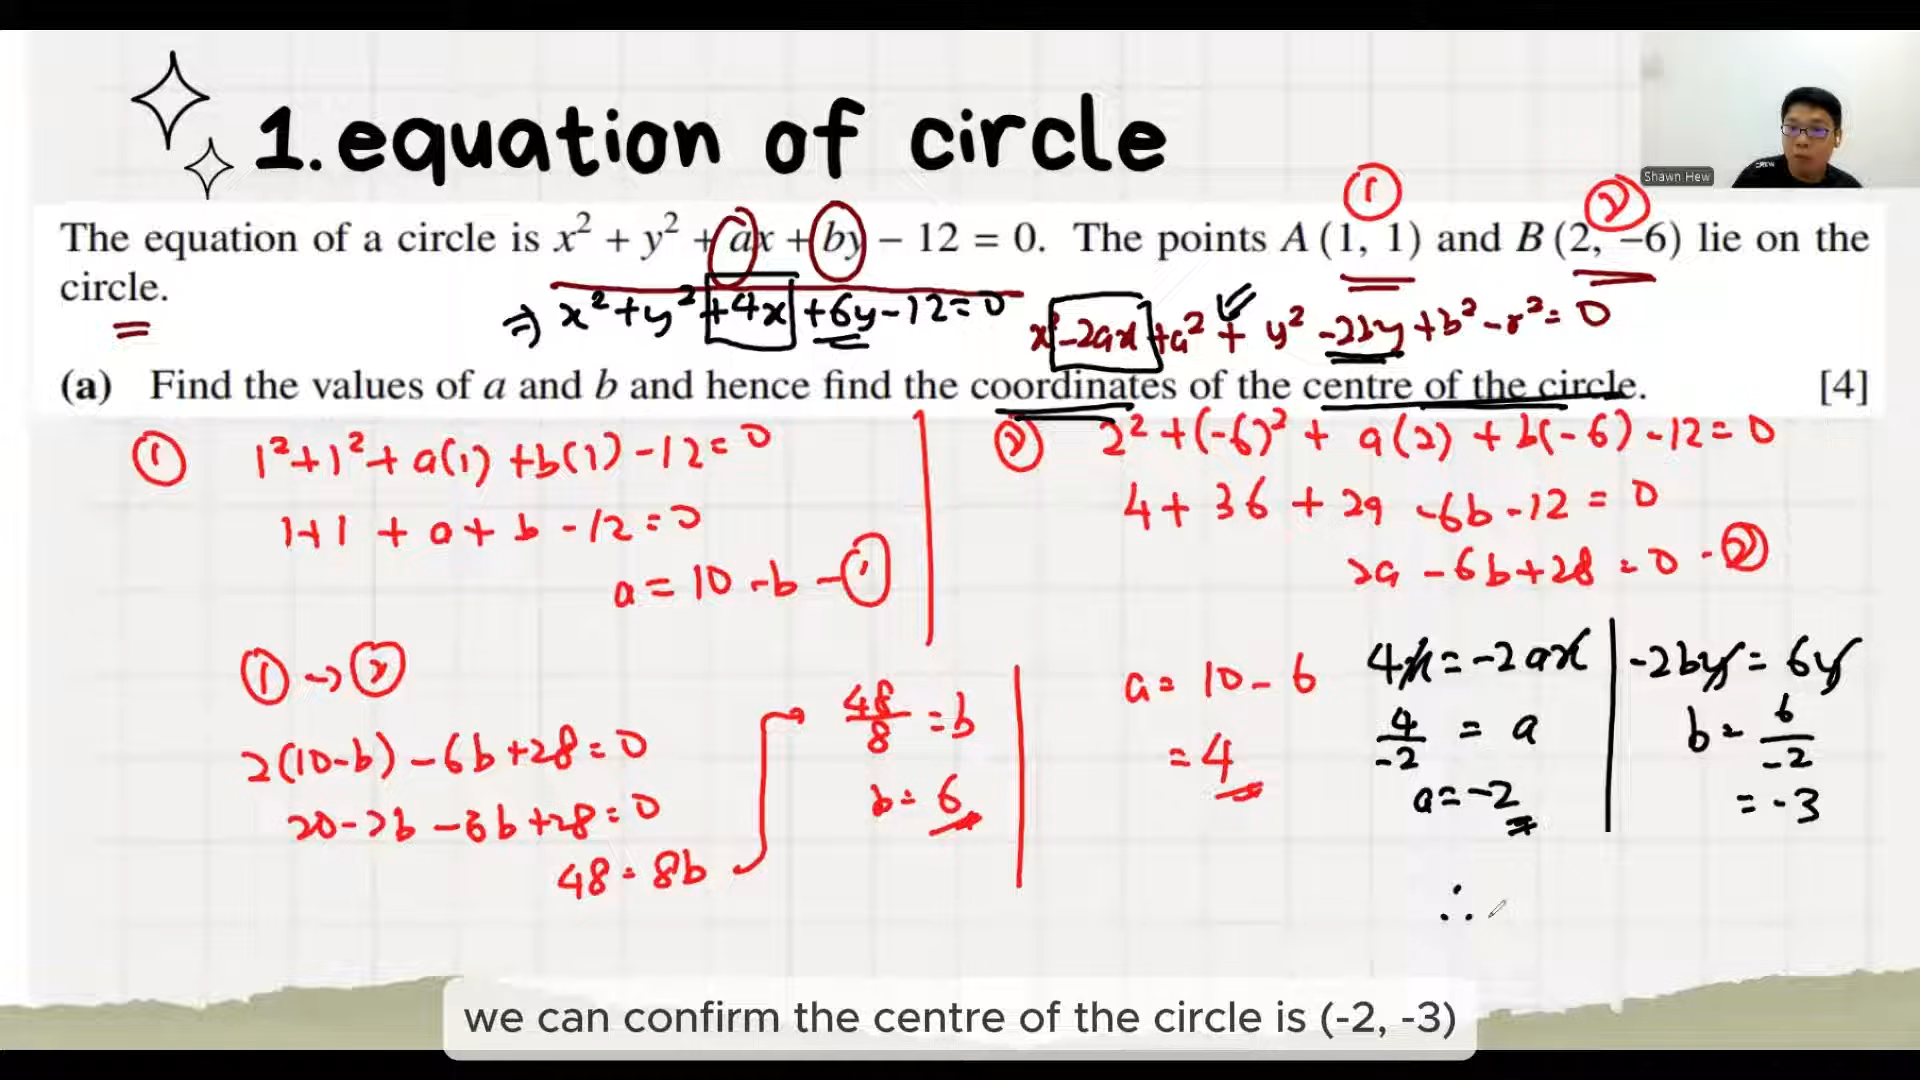 1. equation of circle
CREW
Shawn Hew
① ②
The equation of a circle is x² + y² + ax + by − 12 = 0. The points A (1, 1) and B (2, −6) lie on the
circle.
⇒ x² + y² + 4x + 6y - 12 = 0
x² - 2ax + a² + y² - 2by + b² - r² = 0
(a) Find the values of a and b and hence find the coordinates of the centre of the circle. [4]
① 1² + 1² + a(1) + b(1) - 12 = 0
1 + 1 + a + b - 12 = 0
a = 10 - b - ①
② 2² + (-6)² + a(2) + b(-6) - 12 = 0
4 + 36 + 2a - 6b - 12 = 0
2a - 6b + 28 = 0 - ②
① → ②
2(10-b) - 6b + 28 = 0
20 - 2b - 6b + 28 = 0
48 = 8b
48/8 = b
b = 6
a = 10 - 6
= 4
4x = -2ax
4/-2 = a
a = -2
-2by = 6y
b = 6/-2
= -3
∴
we can confirm the centre of the circle is (-2, -3)